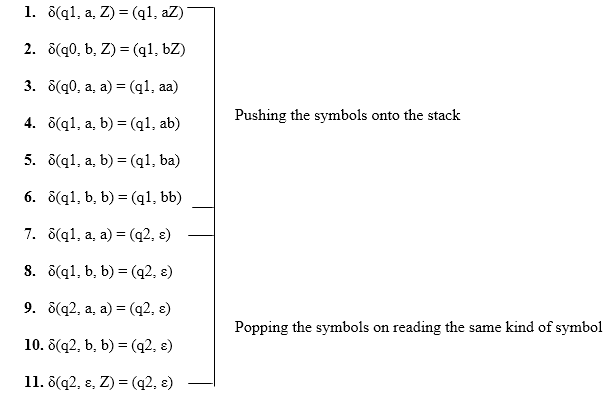 1. δ(q1, a, Z) = (q1, aZ)
2. δ(q0, b, Z) = (q1, bZ)
3. δ(q0, a, a) = (q1, aa)
Pushing the symbols onto the stack
4. δ(q1, a, b) = (q1, ab)
5. δ(q1, a, b) = (q1, ba)
6. δ(q1, b, b) = (q1, bb)
7. δ(q1, a, a) = (q2, ε)
8. δ(q1, b, b) = (q2, ε)
9. δ(q2, a, a) = (q2, ε)
Popping the symbols on reading the same kind of symbol
10. δ(q2, b, b) = (q2, ε)
11. δ(q2, ε, Z) = (q2, ε)